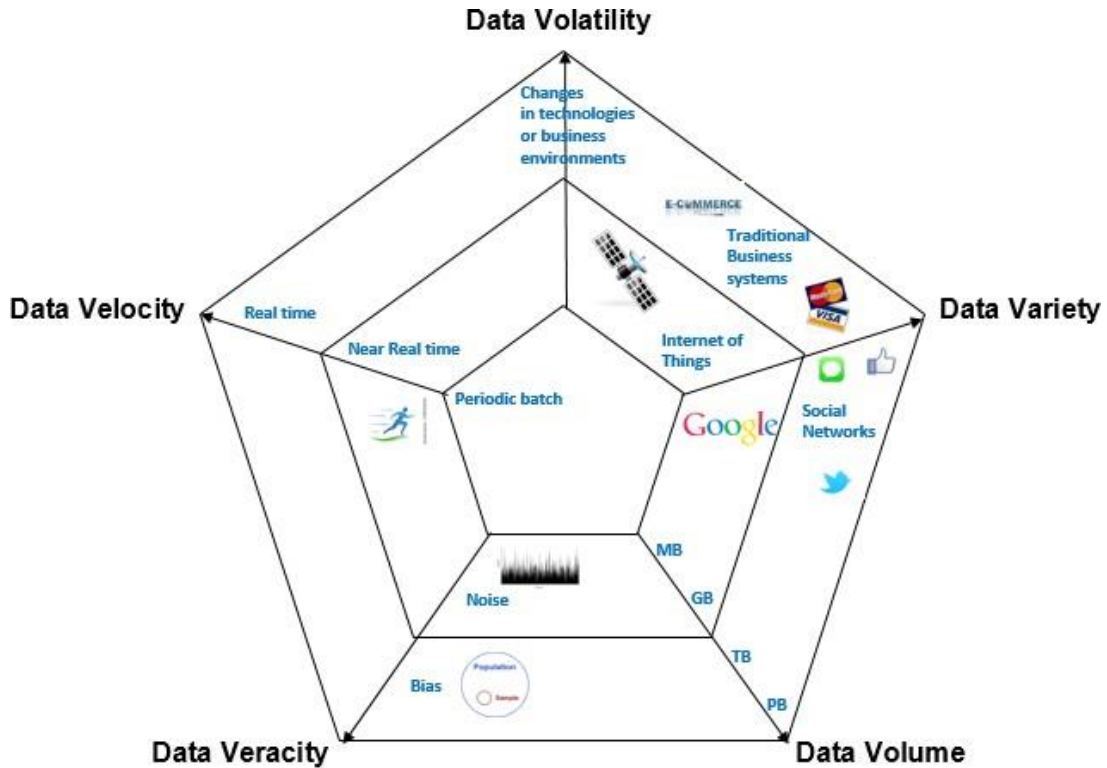 Data Volatility
Changes
in technologies
or business
environments
E-COMMERCE
Traditional
Business
systems
MasterCard
VISA
Data Velocity
Real time
Data Variety
Near Real time
Internet of
Things
Periodic batch
Google
Social
Networks
MB
Noise
GB
TB
Bias
Population
Sample
PB
Data Veracity
Data Volume